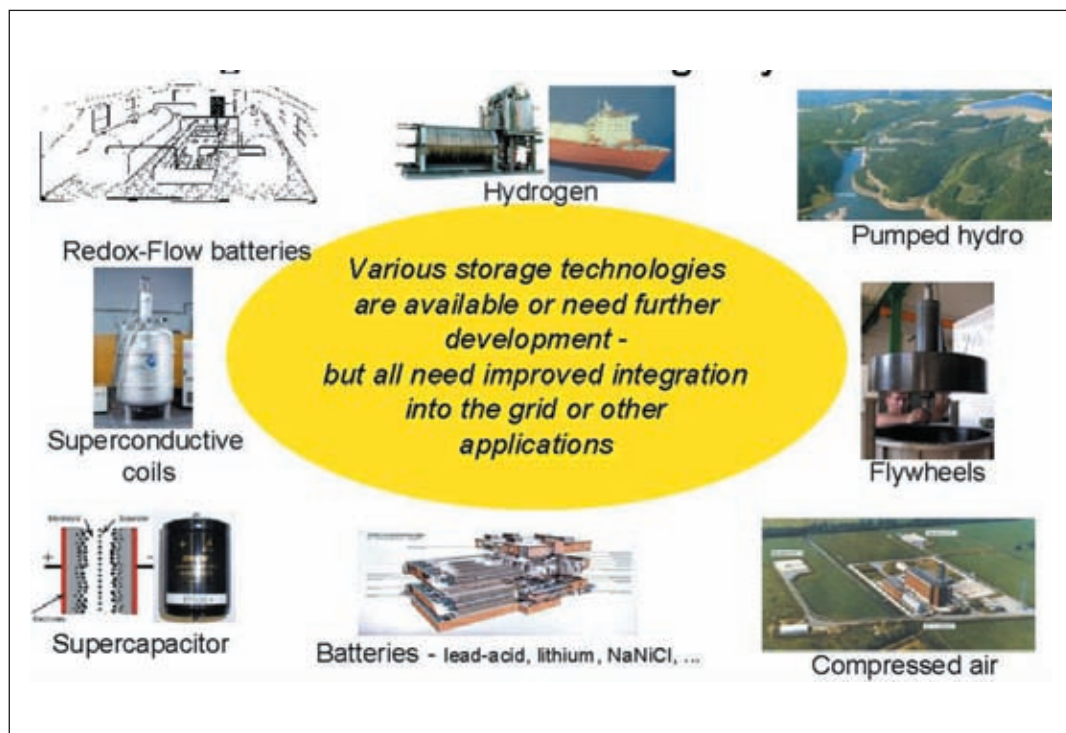 Hydrogen
Pumped hydro
Redox-Flow batteries
Various storage technologies
are available or need further
development -
but all need improved integration
into the grid or other
applications
Superconductive
coils
Flywheels
+
-
Supercapacitor
Batteries - lead-acid, lithium, NaNiCl, ...
Compressed air